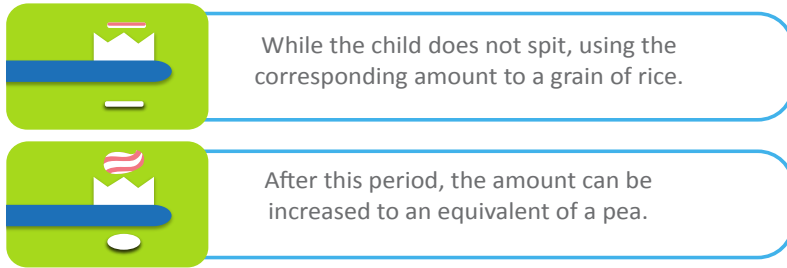 While the child does not spit, using the
corresponding amount to a grain of rice.
After this period, the amount can be
increased to an equivalent of a pea.